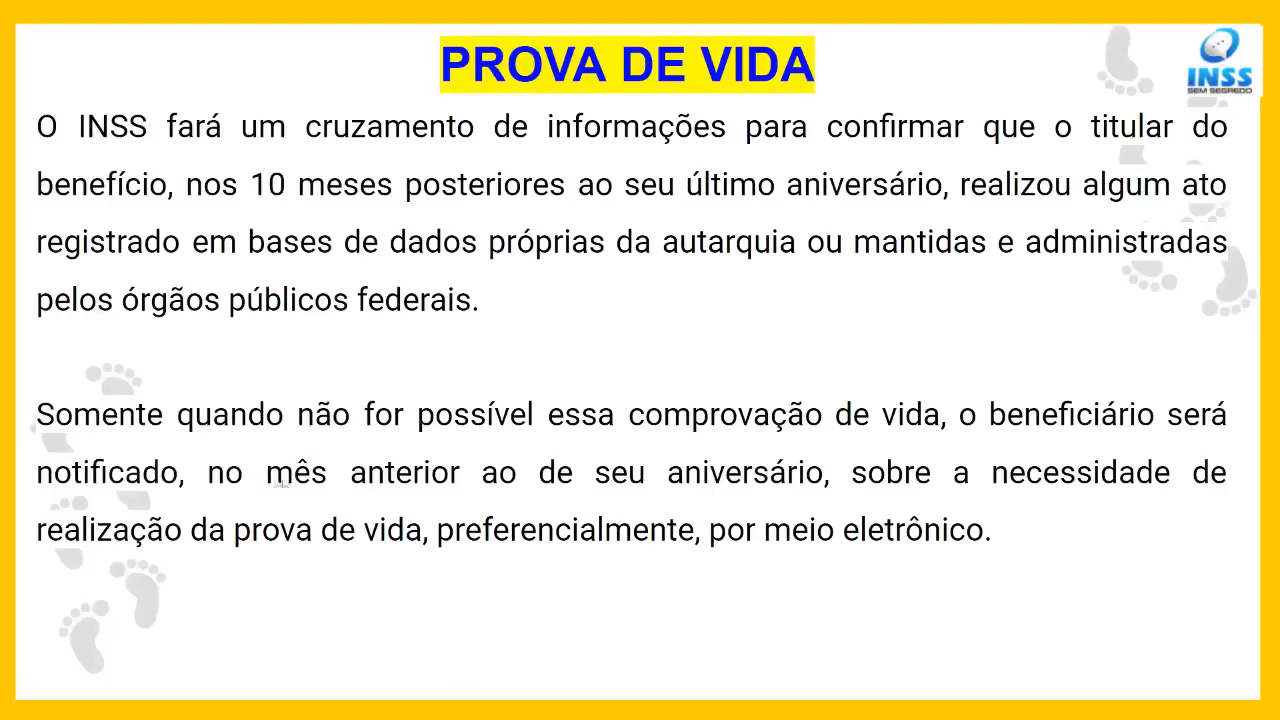 PROVA DE VIDA
INSS
SEM SEGREDO
O INSS fará um cruzamento de informações para confirmar que o titular do
benefício, nos 10 meses posteriores ao seu último aniversário, realizou algum ato
registrado em bases de dados próprias da autarquia ou mantidas e administradas
pelos órgãos públicos federais.
Somente quando não for possível essa comprovação de vida, o beneficiário será
notificado, no mês anterior ao de seu aniversário, sobre a necessidade de
realização da prova de vida, preferencialmente, por meio eletrônico.